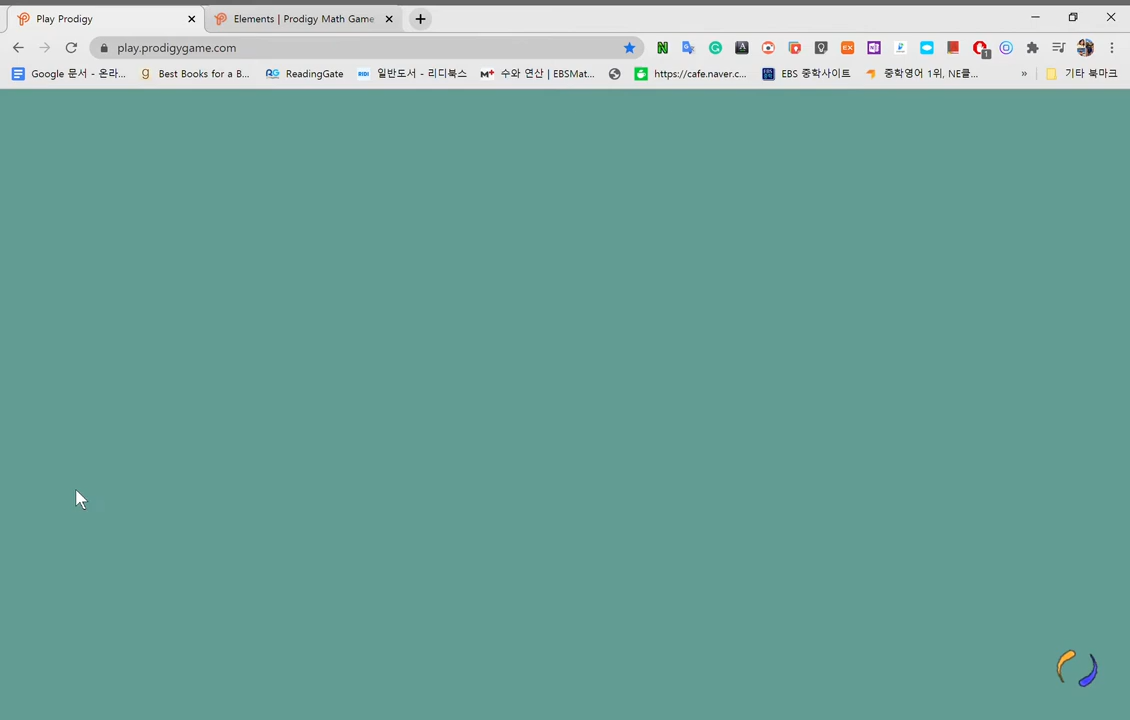 Play Prodigy
Elements | Prodigy Math Game
play.prodigygame.com
Google 문서 - 온라...
Best Books for a B...
ReadingGate
일반도서 - 리디북스
수와 연산 | EBSMat...
https://cafe.naver.c...
EBS 중학사이트
중학영어 1위, NE클...
» 기타 북마크